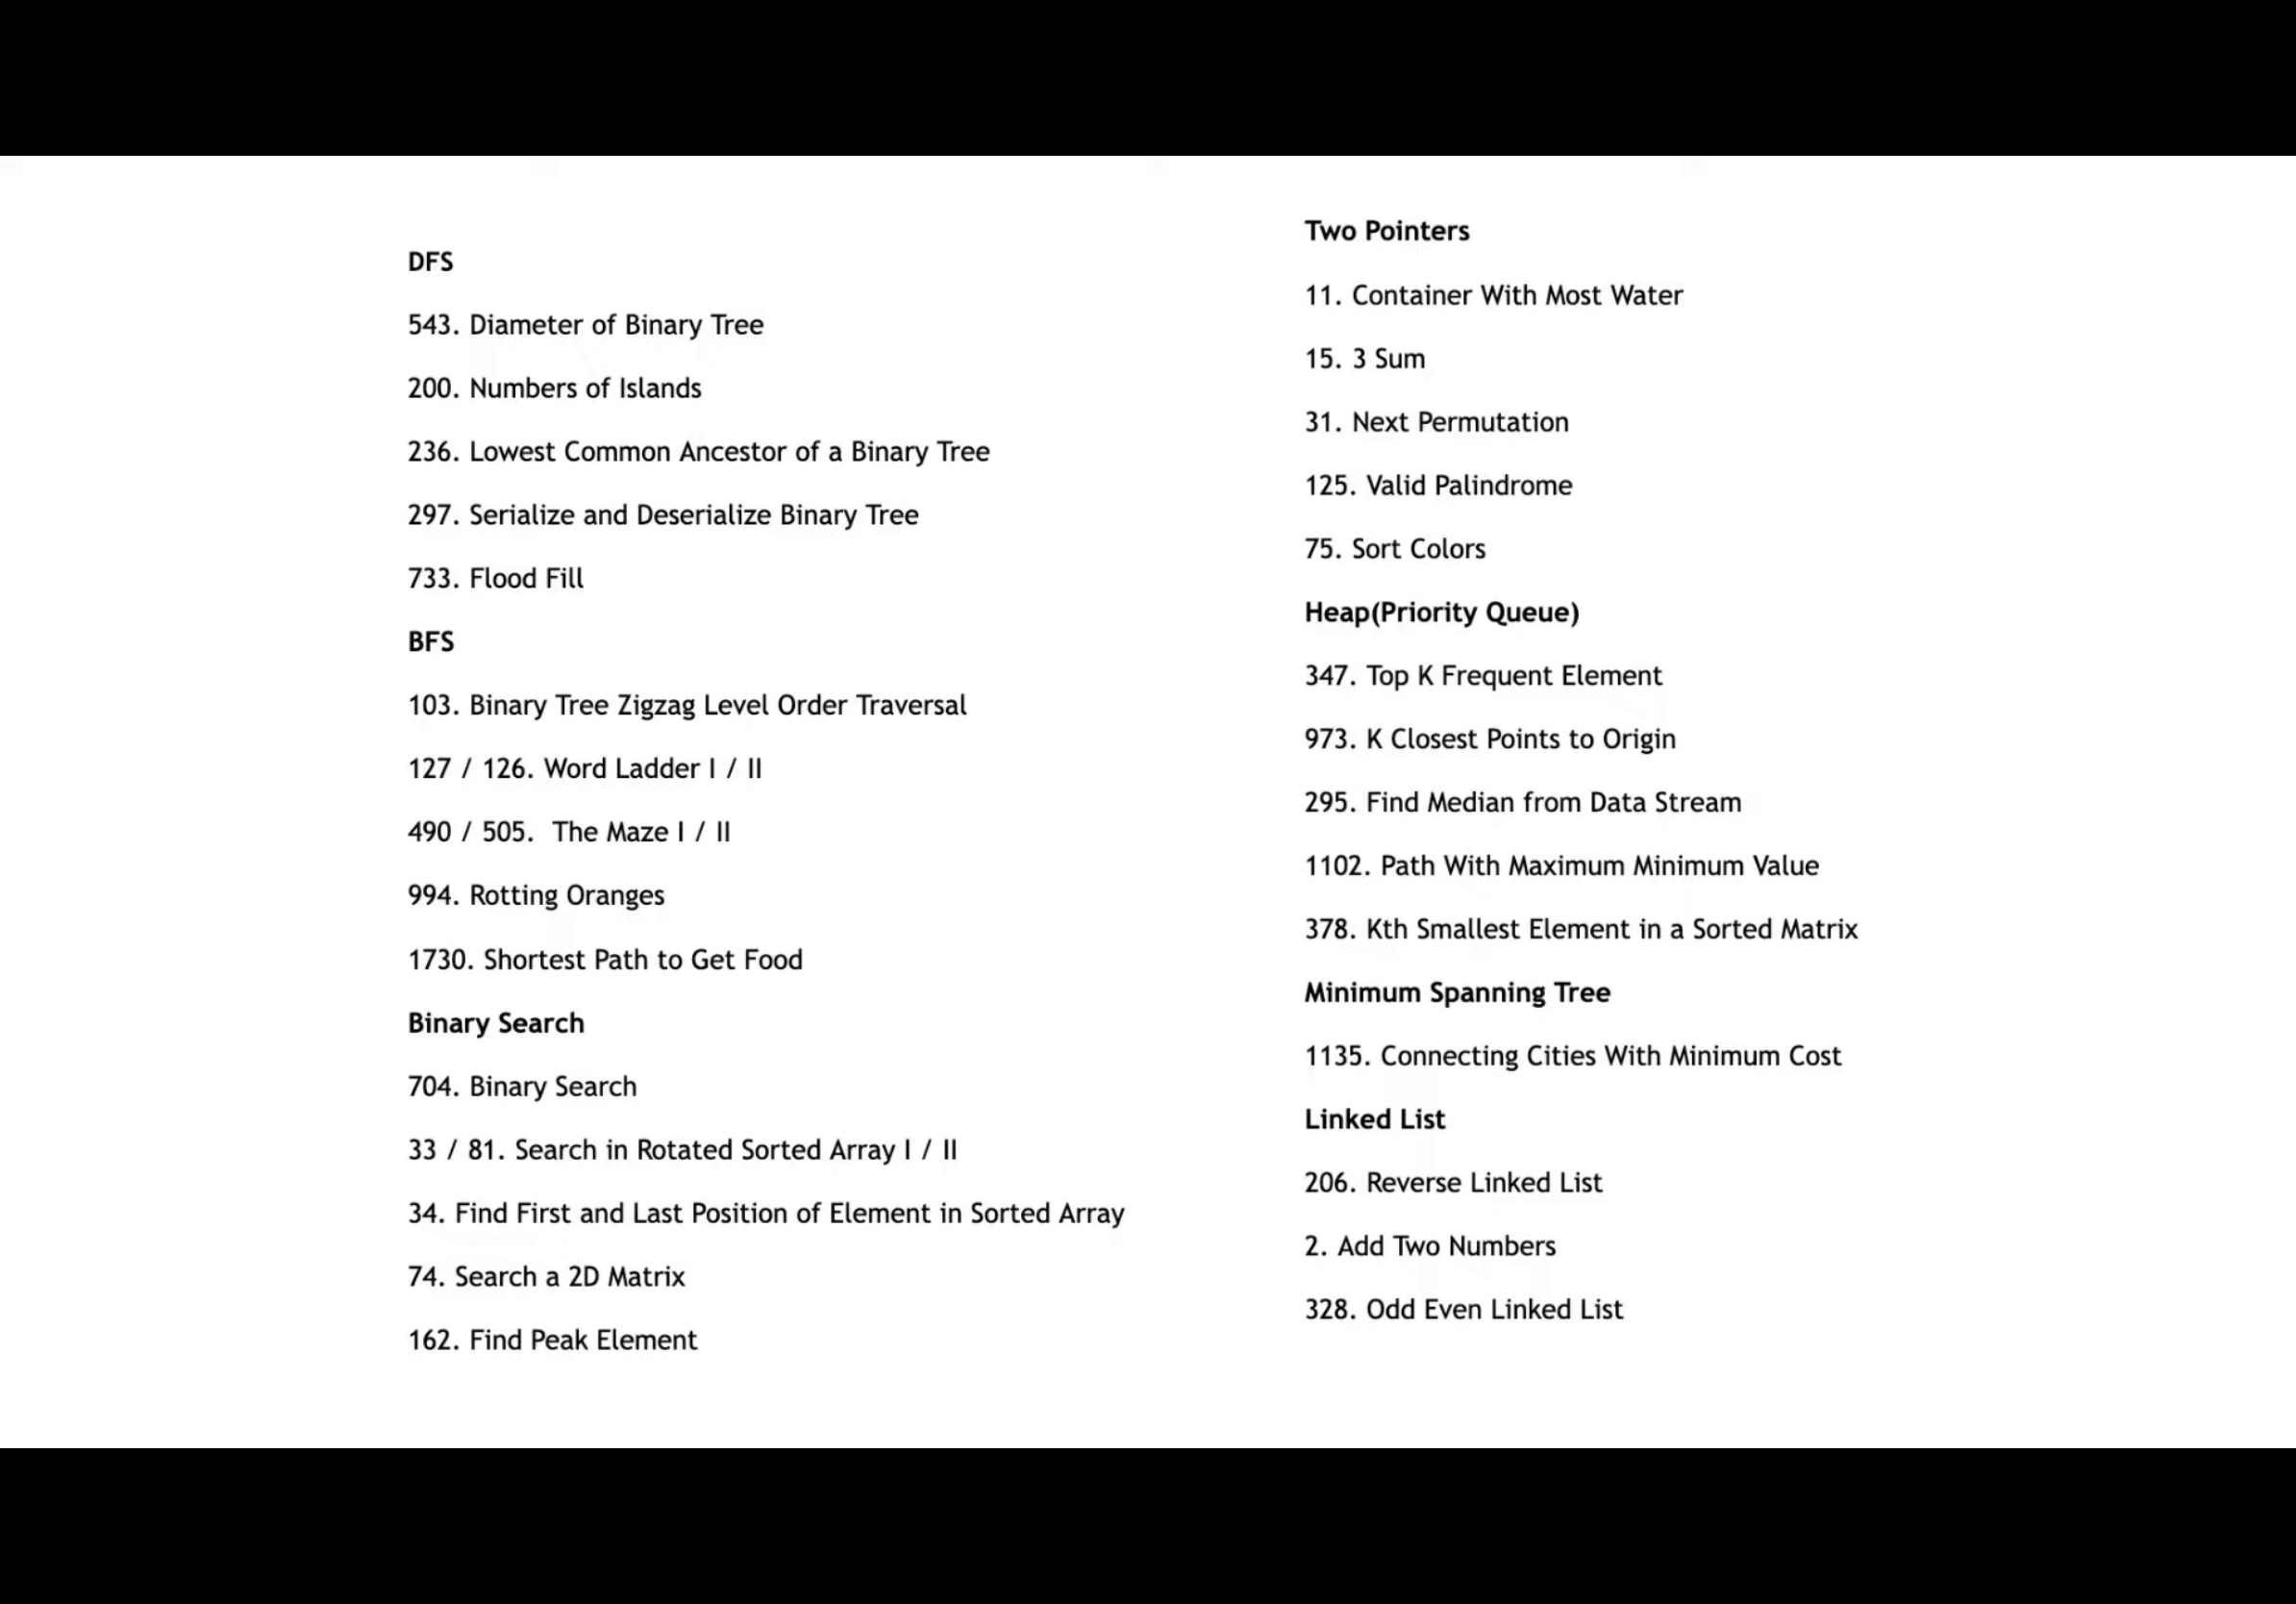 DFS
543. Diameter of Binary Tree
200. Numbers of Islands
236. Lowest Common Ancestor of a Binary Tree
297. Serialize and Deserialize Binary Tree
733. Flood Fill
BFS
103. Binary Tree Zigzag Level Order Traversal
127 / 126. Word Ladder I / II
490 / 505.  The Maze I / II
994. Rotting Oranges
1730. Shortest Path to Get Food
Binary Search
704. Binary Search
33 / 81. Search in Rotated Sorted Array I / II
34. Find First and Last Position of Element in Sorted Array
74. Search a 2D Matrix
162. Find Peak Element
Two Pointers
11. Container With Most Water
15. 3 Sum
31. Next Permutation
125. Valid Palindrome
75. Sort Colors
Heap(Priority Queue)
347. Top K Frequent Element
973. K Closest Points to Origin
295. Find Median from Data Stream
1102. Path With Maximum Minimum Value
378. Kth Smallest Element in a Sorted Matrix
Minimum Spanning Tree
1135. Connecting Cities With Minimum Cost
Linked List
206. Reverse Linked List
2. Add Two Numbers
328. Odd Even Linked List